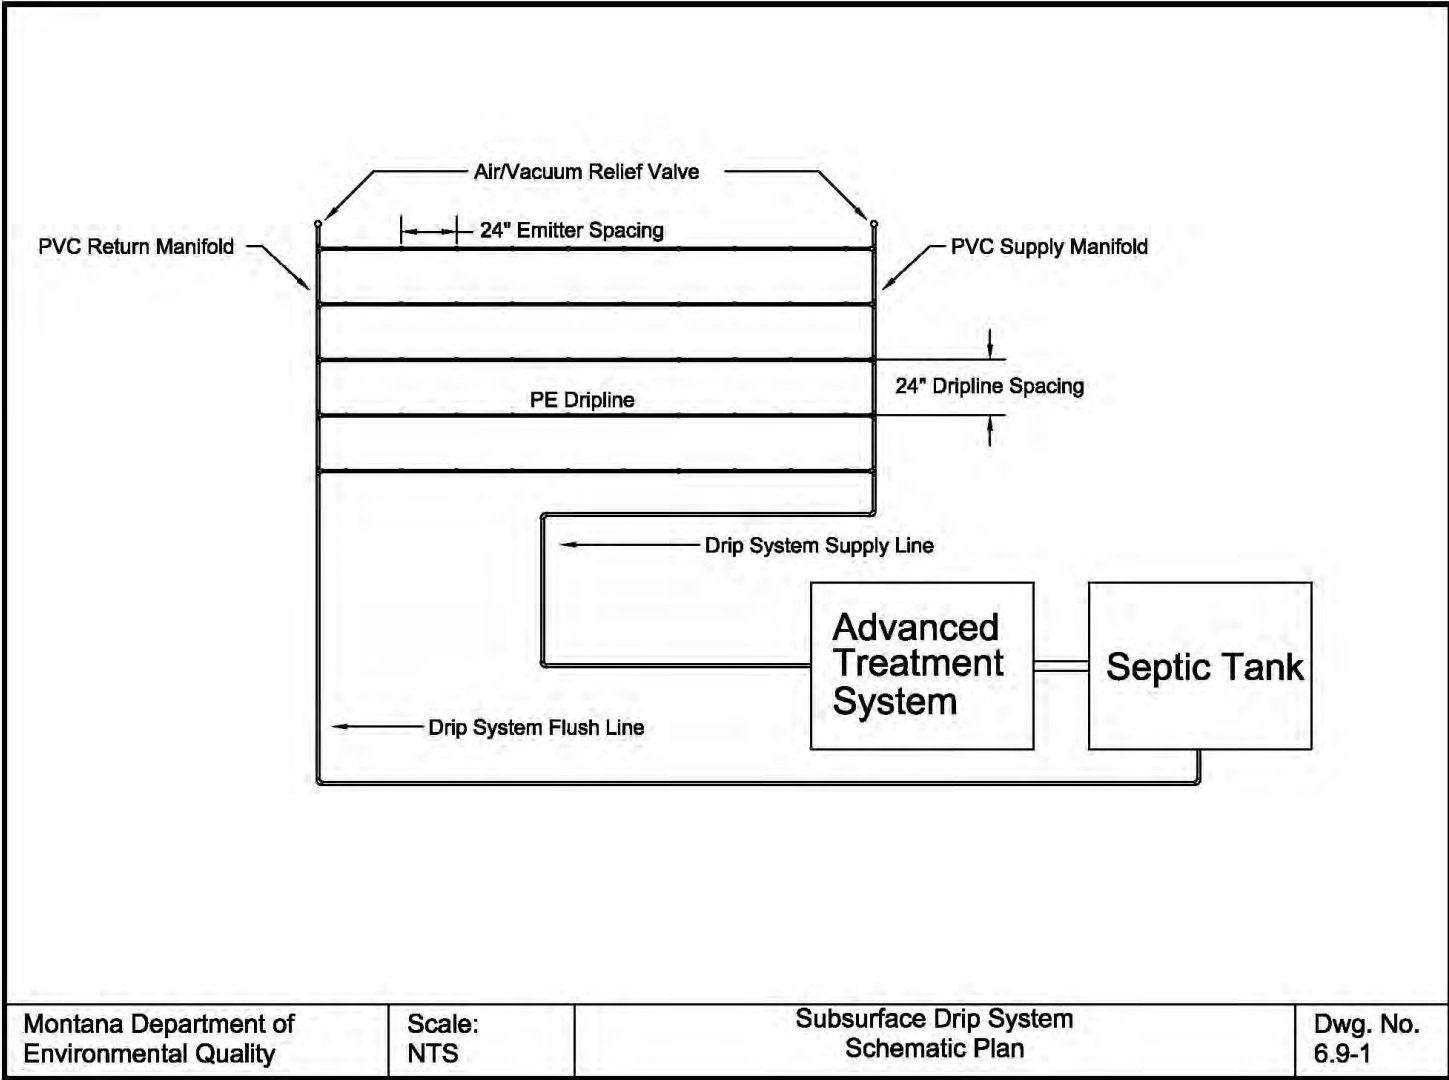 Air/Vacuum Relief Valve
24" Emitter Spacing
PVC Return Manifold
PVC Supply Manifold
24" Dripline Spacing
PE Dripline
Drip System Supply Line
Advanced
Treatment
System
Septic Tank
Drip System Flush Line
Montana Department of
Environmental Quality
Scale:
NTS
Subsurface Drip System
Schematic Plan
Dwg. No.
6.9-1